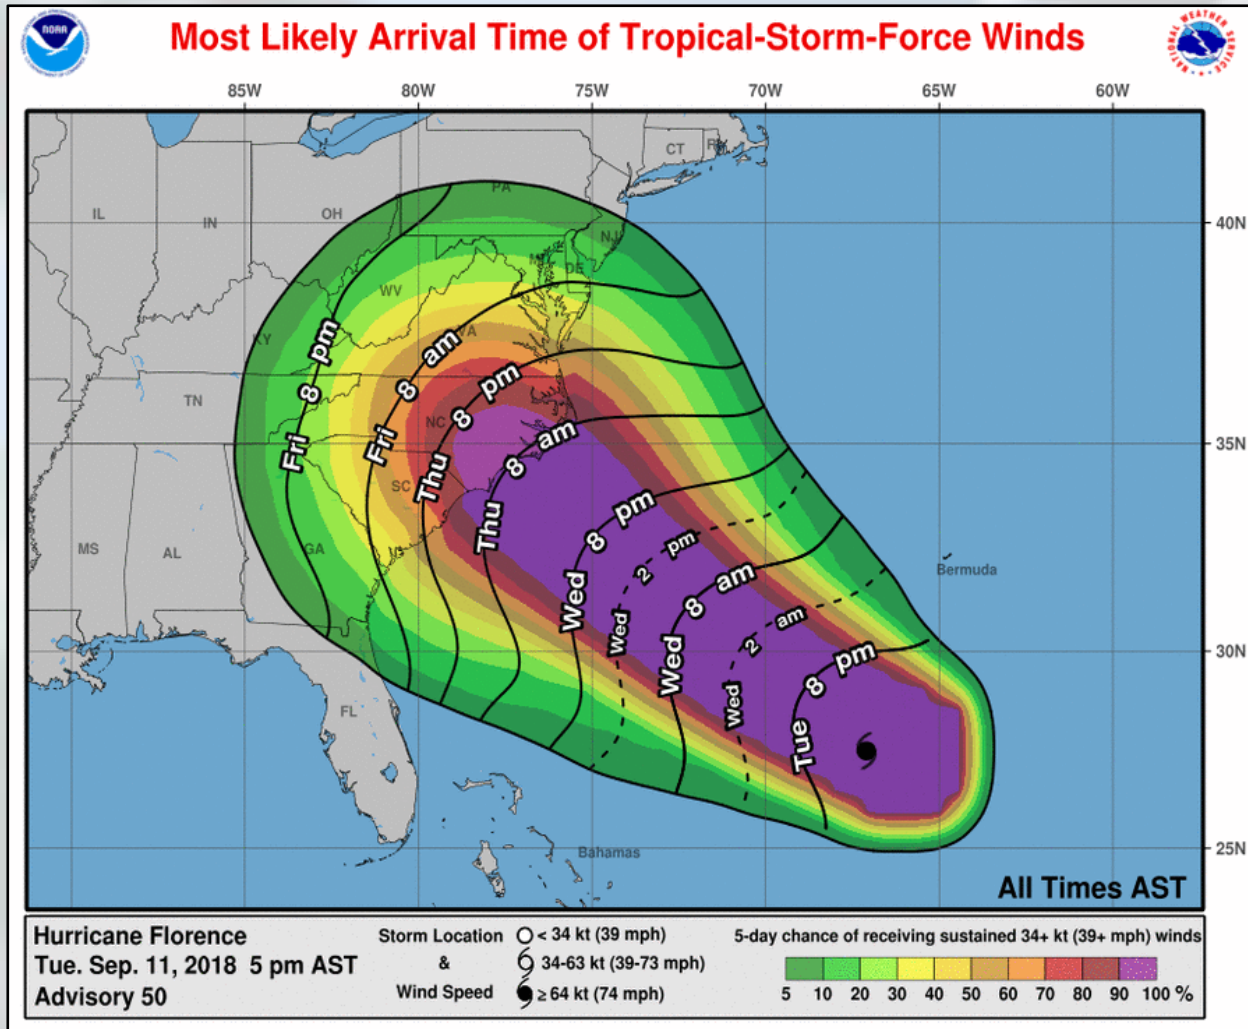 Most Likely Arrival Time of Tropical-Storm-Force Winds
NOAA
NATIONAL WEATHER SERVICE
85W 80W 75W 70W 65W 60W
CT
PA
IL
IN
OH
40N
NJ
DE
WV
KY
VA
TN
NC
35N
SC
MS
AL
GA
Bermuda
30N
FL
Bahamas
25N
Fri 8 pm
Fri 8 am
Thu 8 pm
Thu 8 am
Wed 8 pm
Wed 2 pm
Wed 8 am
Wed 2 am
Tue 8 pm
All Times AST
Hurricane Florence
Tue. Sep. 11, 2018 5 pm AST
Advisory 50
Storm Location
&
Wind Speed
< 34 kt (39 mph)
34-63 kt (39-73 mph)
≥ 64 kt (74 mph)
5-day chance of receiving sustained 34+ kt (39+ mph) winds
5 10 20 30 40 50 60 70 80 90 100 %